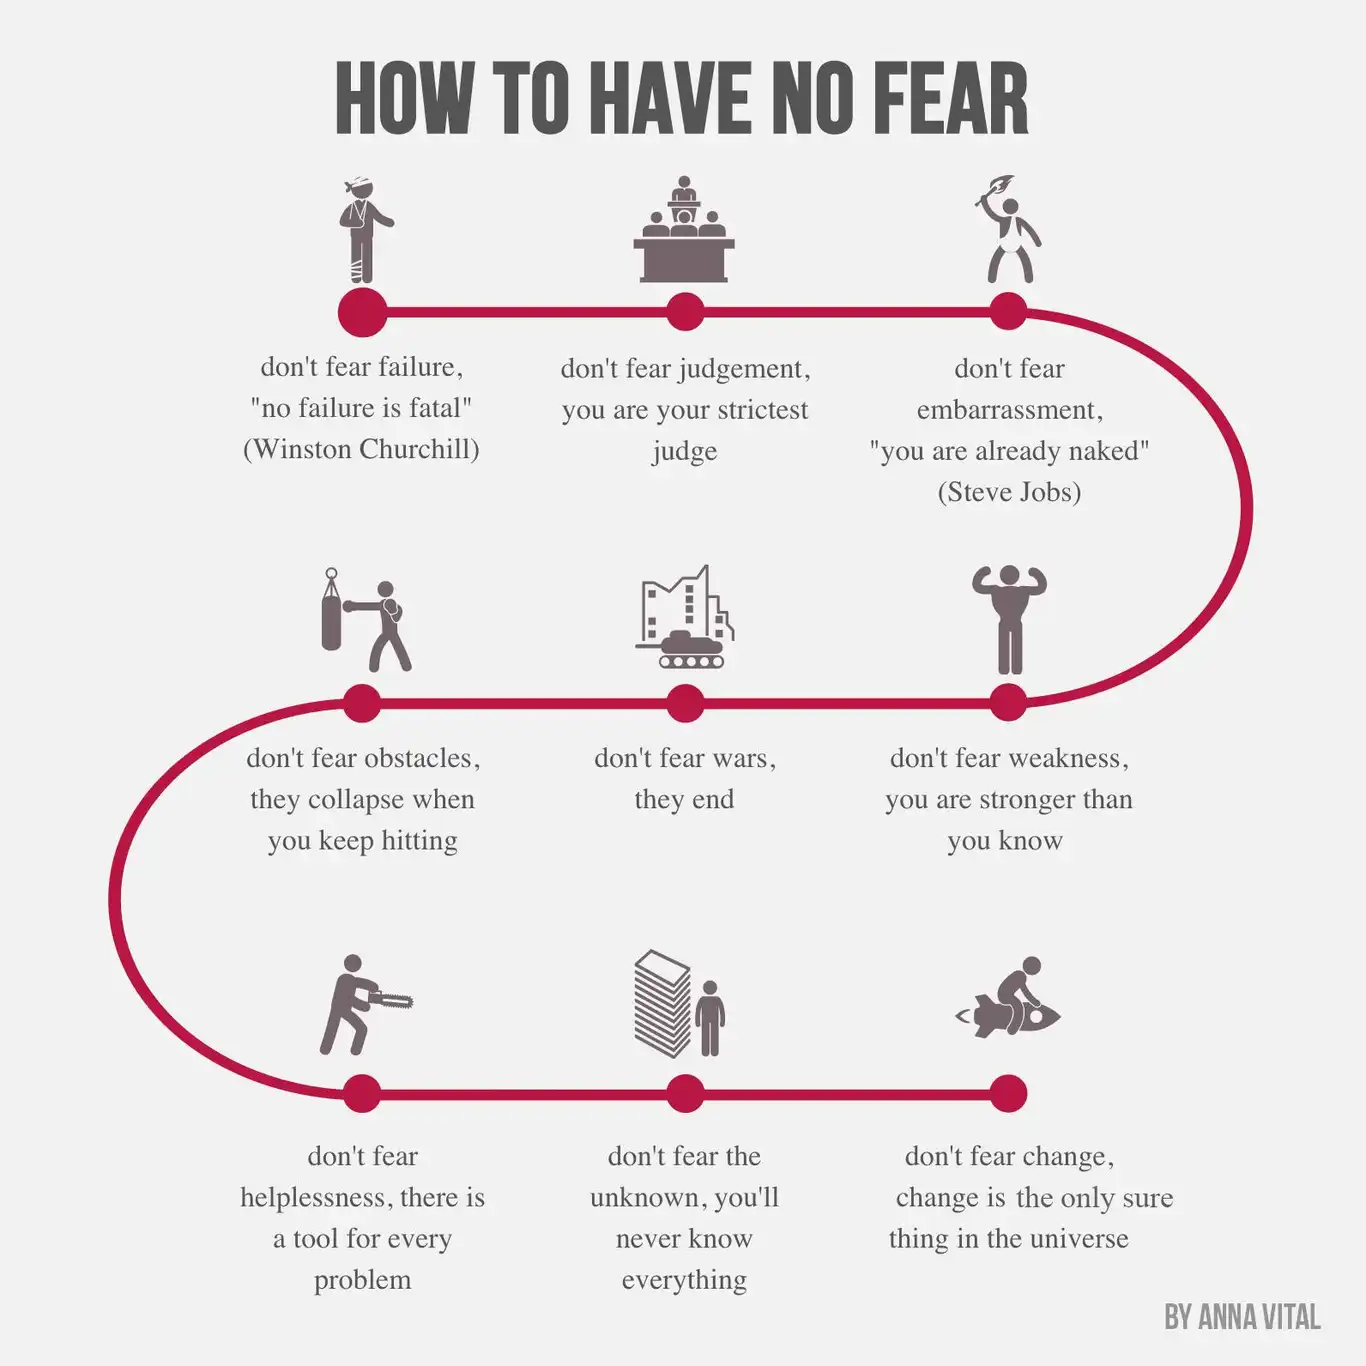 HOW TO HAVE NO FEAR
don't fear failure,
"no failure is fatal"
(Winston Churchill)
don't fear judgement,
you are your strictest
judge
don't fear
embarrassment,
"you are already naked"
(Steve Jobs)
don't fear weakness,
you are stronger than
you know
don't fear wars,
they end
don't fear obstacles,
they collapse when
you keep hitting
don't fear
helplessness, there is
a tool for every
problem
don't fear the
unknown, you'll
never know
everything
don't fear change,
change is the only sure
thing in the universe
BY ANNA VITAL